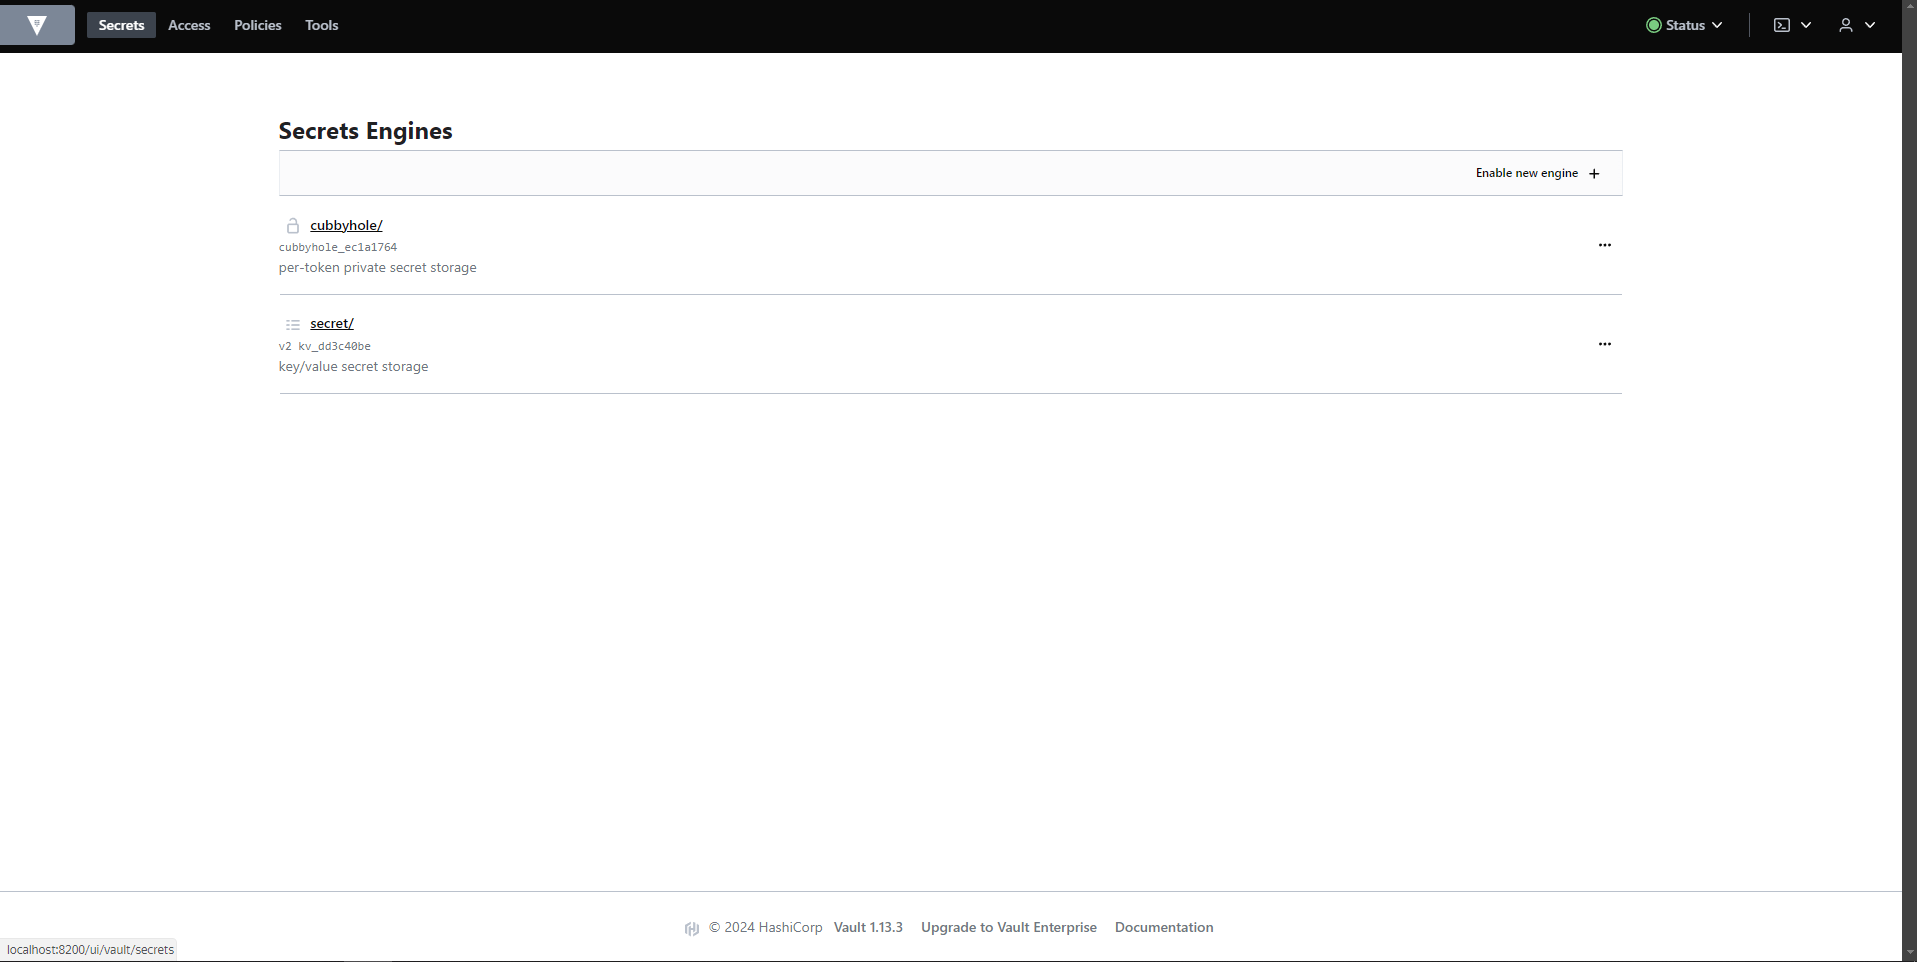 Secrets Access Policies Tools Status
Secrets Engines
Enable new engine
cubbyhole/
cubbyhole_ec1a1764
per-token private secret storage
secret/
v2 kv_dd3c40be
key/value secret storage
© 2024 HashiCorp Vault 1.13.3 Upgrade to Vault Enterprise Documentation
localhost:8200/ui/vault/secrets